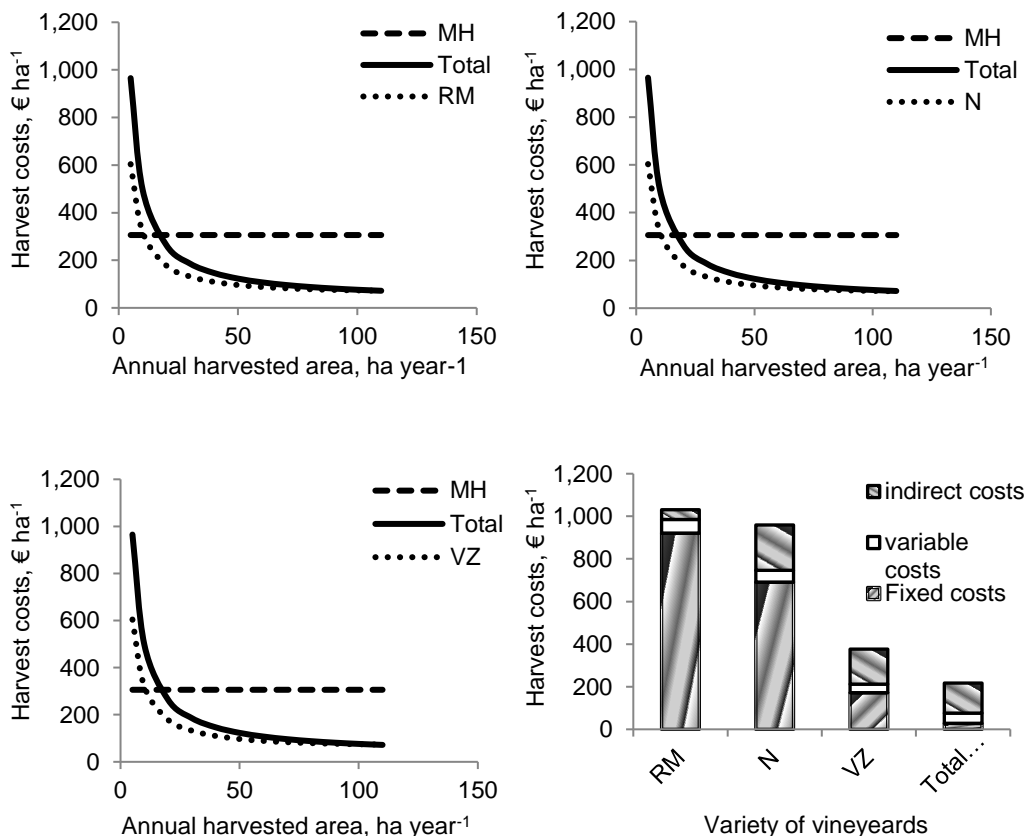 1,200
1,000
800
600
400
200
0
Harvest costs, € ha⁻¹
MH
Total
RM
0 50 100 150
Annual harvested area, ha year-1
1,200
1,000
800
600
400
200
0
Harvest costs, € ha⁻¹
MH
Total
N
0 50 100 150
Annual harvested area, ha year⁻¹
1,200
1,000
800
600
400
200
0
Harvest costs, € ha⁻¹
MH
Total
VZ
0 50 100 150
Annual harvested area, ha year⁻¹
1,200
1,000
800
600
400
200
0
Harvest costs, € ha⁻¹
indirect costs
variable
costs
Fixed costs
RM N VZ Total…
Variety of vineyeards